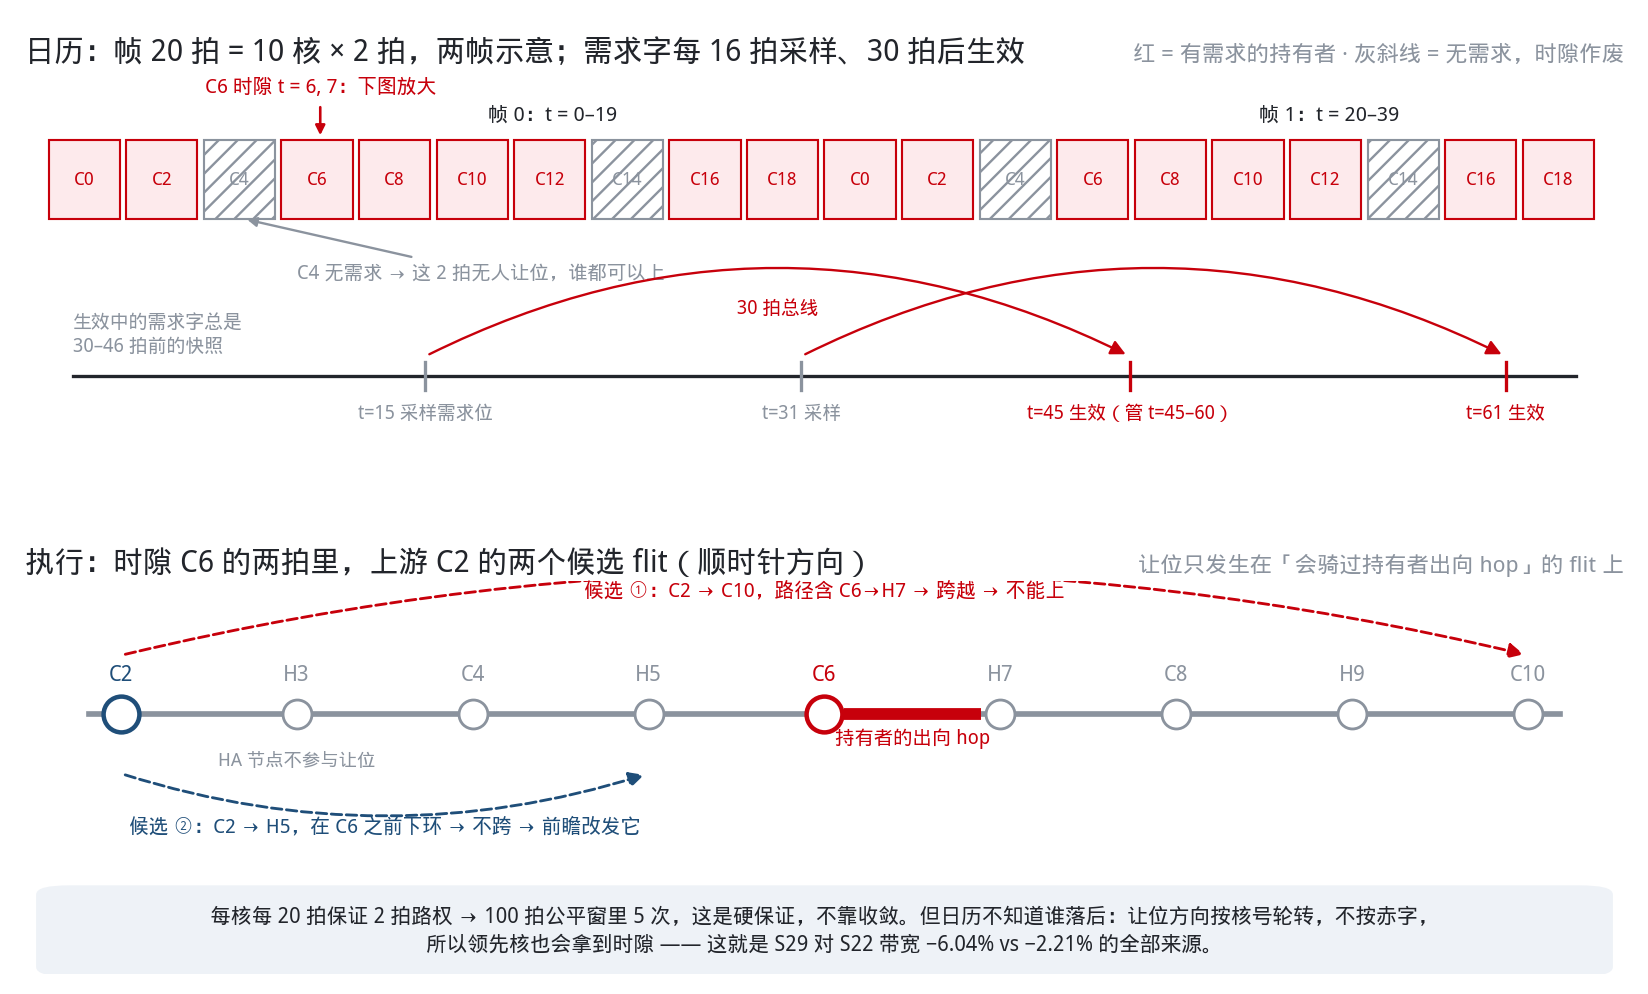 日历：帧 20 拍 = 10 核 × 2 拍，两帧示意；需求字每 16 拍采样、30 拍后生效
红 = 有需求的持有者 · 灰斜线 = 无需求，时隙作废
C6 时隙 t = 6, 7：下图放大
帧 0：t = 0–19
帧 1：t = 20–39
C0 C2 C4 C6 C8 C10 C12 C14 C16 C18 C0 C2 C4 C6 C8 C10 C12 C14 C16 C18
C4 无需求 → 这 2 拍无人让位，谁都可以上
30 拍总线
生效中的需求字总是
30–46 拍前的快照
t=15 采样需求位
t=31 采样
t=45 生效（管 t=45–60）
t=61 生效
执行：时隙 C6 的两拍里，上游 C2 的两个候选 flit（顺时针方向）
让位只发生在「会骑过持有者出向 hop」的 flit 上
候选 ①：C2 → C10，路径含 C6→H7 → 跨越 → 不能上
C2 H3 C4 H5 C6 H7 C8 H9 C10
持有者的出向 hop
HA 节点不参与让位
候选 ②：C2 → H5，在 C6 之前下环 → 不跨 → 前瞻改发它
每核每 20 拍保证 2 拍路权 → 100 拍公平窗里 5 次，这是硬保证，不靠收敛。但日历不知道谁落后：让位方向按核号轮转，不按赤字，
所以领先核也会拿到时隙 —— 这就是 S29 对 S22 带宽 −6.04% vs −2.21% 的全部来源。